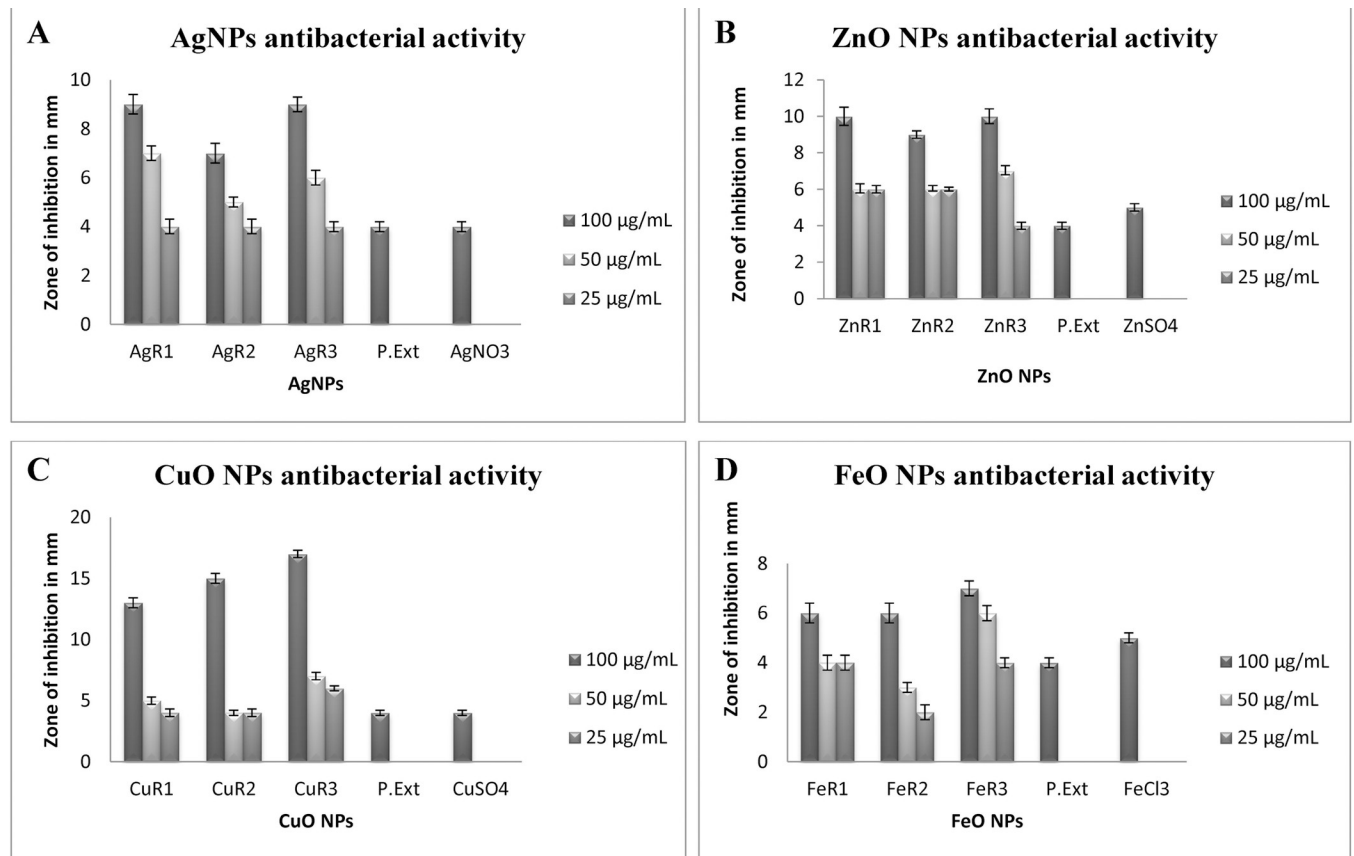 A
AgNPs antibacterial activity
Zone of inhibition in mm
10
8
6
4
2
0
AgR1 AgR2 AgR3 P.Ext AgNO3
AgNPs
100 µg/mL
50 µg/mL
25 µg/mL
B
ZnO NPs antibacterial activity
Zone of inhibition in mm
12
10
8
6
4
2
0
ZnR1 ZnR2 ZnR3 P.Ext ZnSO4
ZnO NPs
100 µg/mL
50 µg/mL
25 µg/mL
C
CuO NPs antibacterial activity
Zone of inhibition in mm
20
15
10
5
0
CuR1 CuR2 CuR3 P.Ext CuSO4
CuO NPs
100 µg/mL
50 µg/mL
25 µg/mL
D
FeO NPs antibacterial activity
Zone of inhibition in mm
8
6
4
2
0
FeR1 FeR2 FeR3 P.Ext FeCl3
FeO NPs
100 µg/mL
50 µg/mL
25 µg/mL